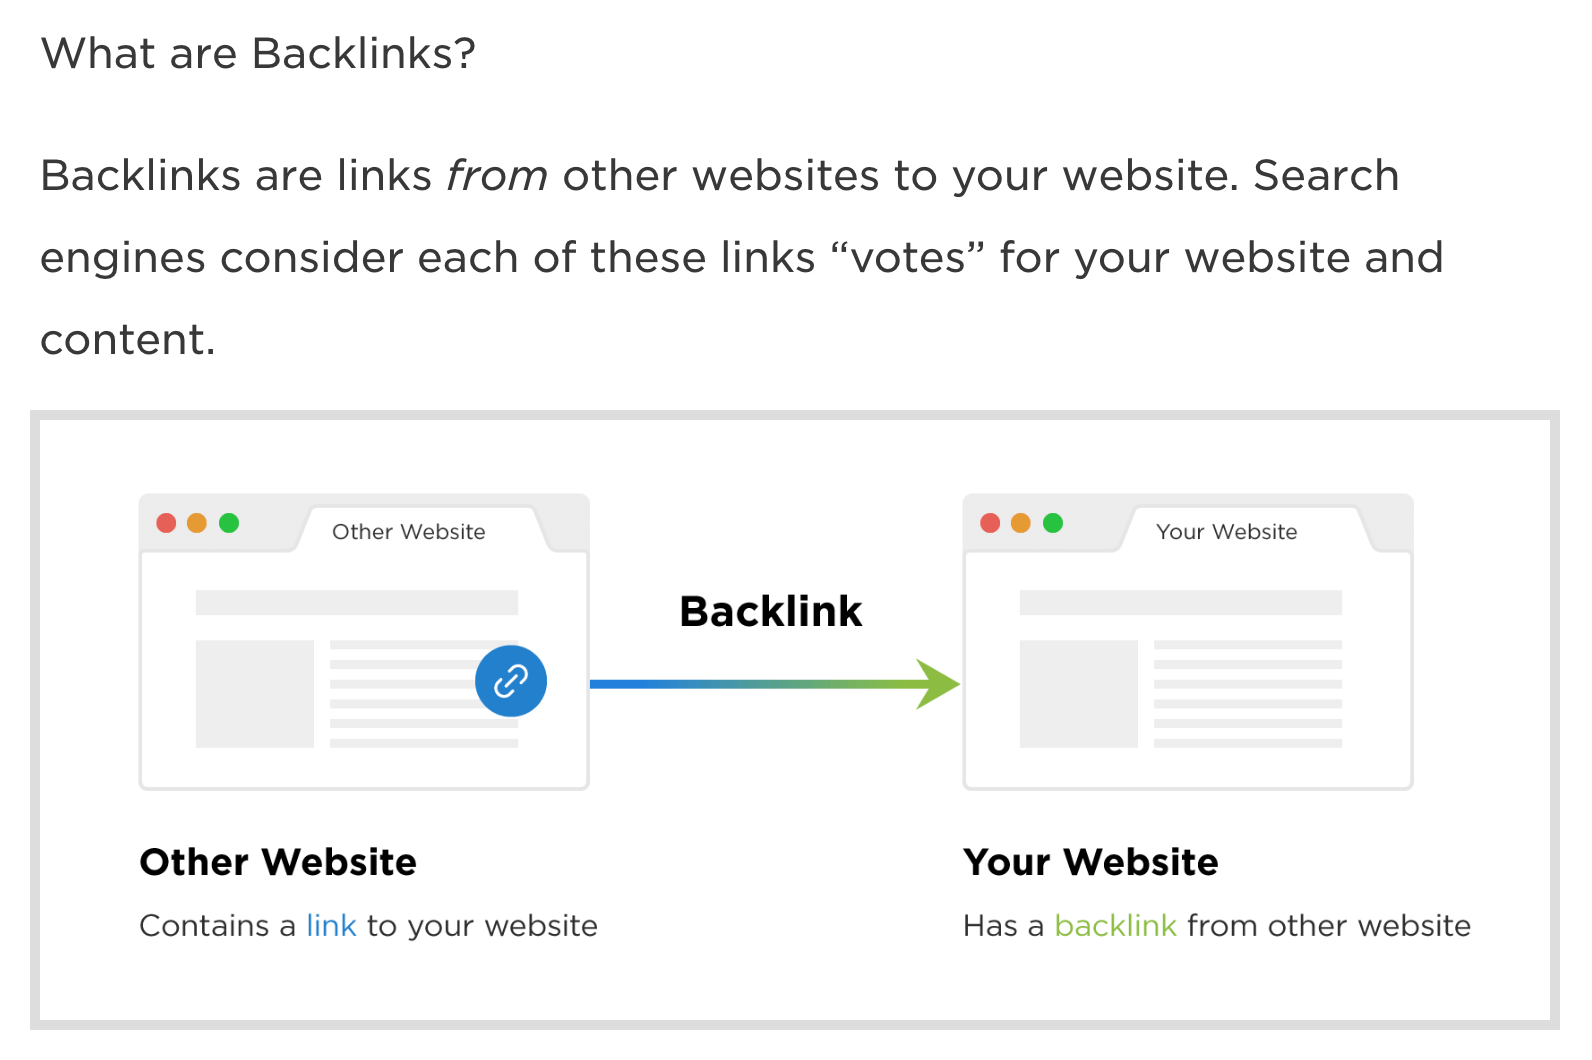 What are Backlinks?
Backlinks are links from other websites to your website. Search
engines consider each of these links “votes” for your website and
content.
Other Website
Your Website
Backlink
Other Website
Contains a link to your website
Your Website
Has a backlink from other website